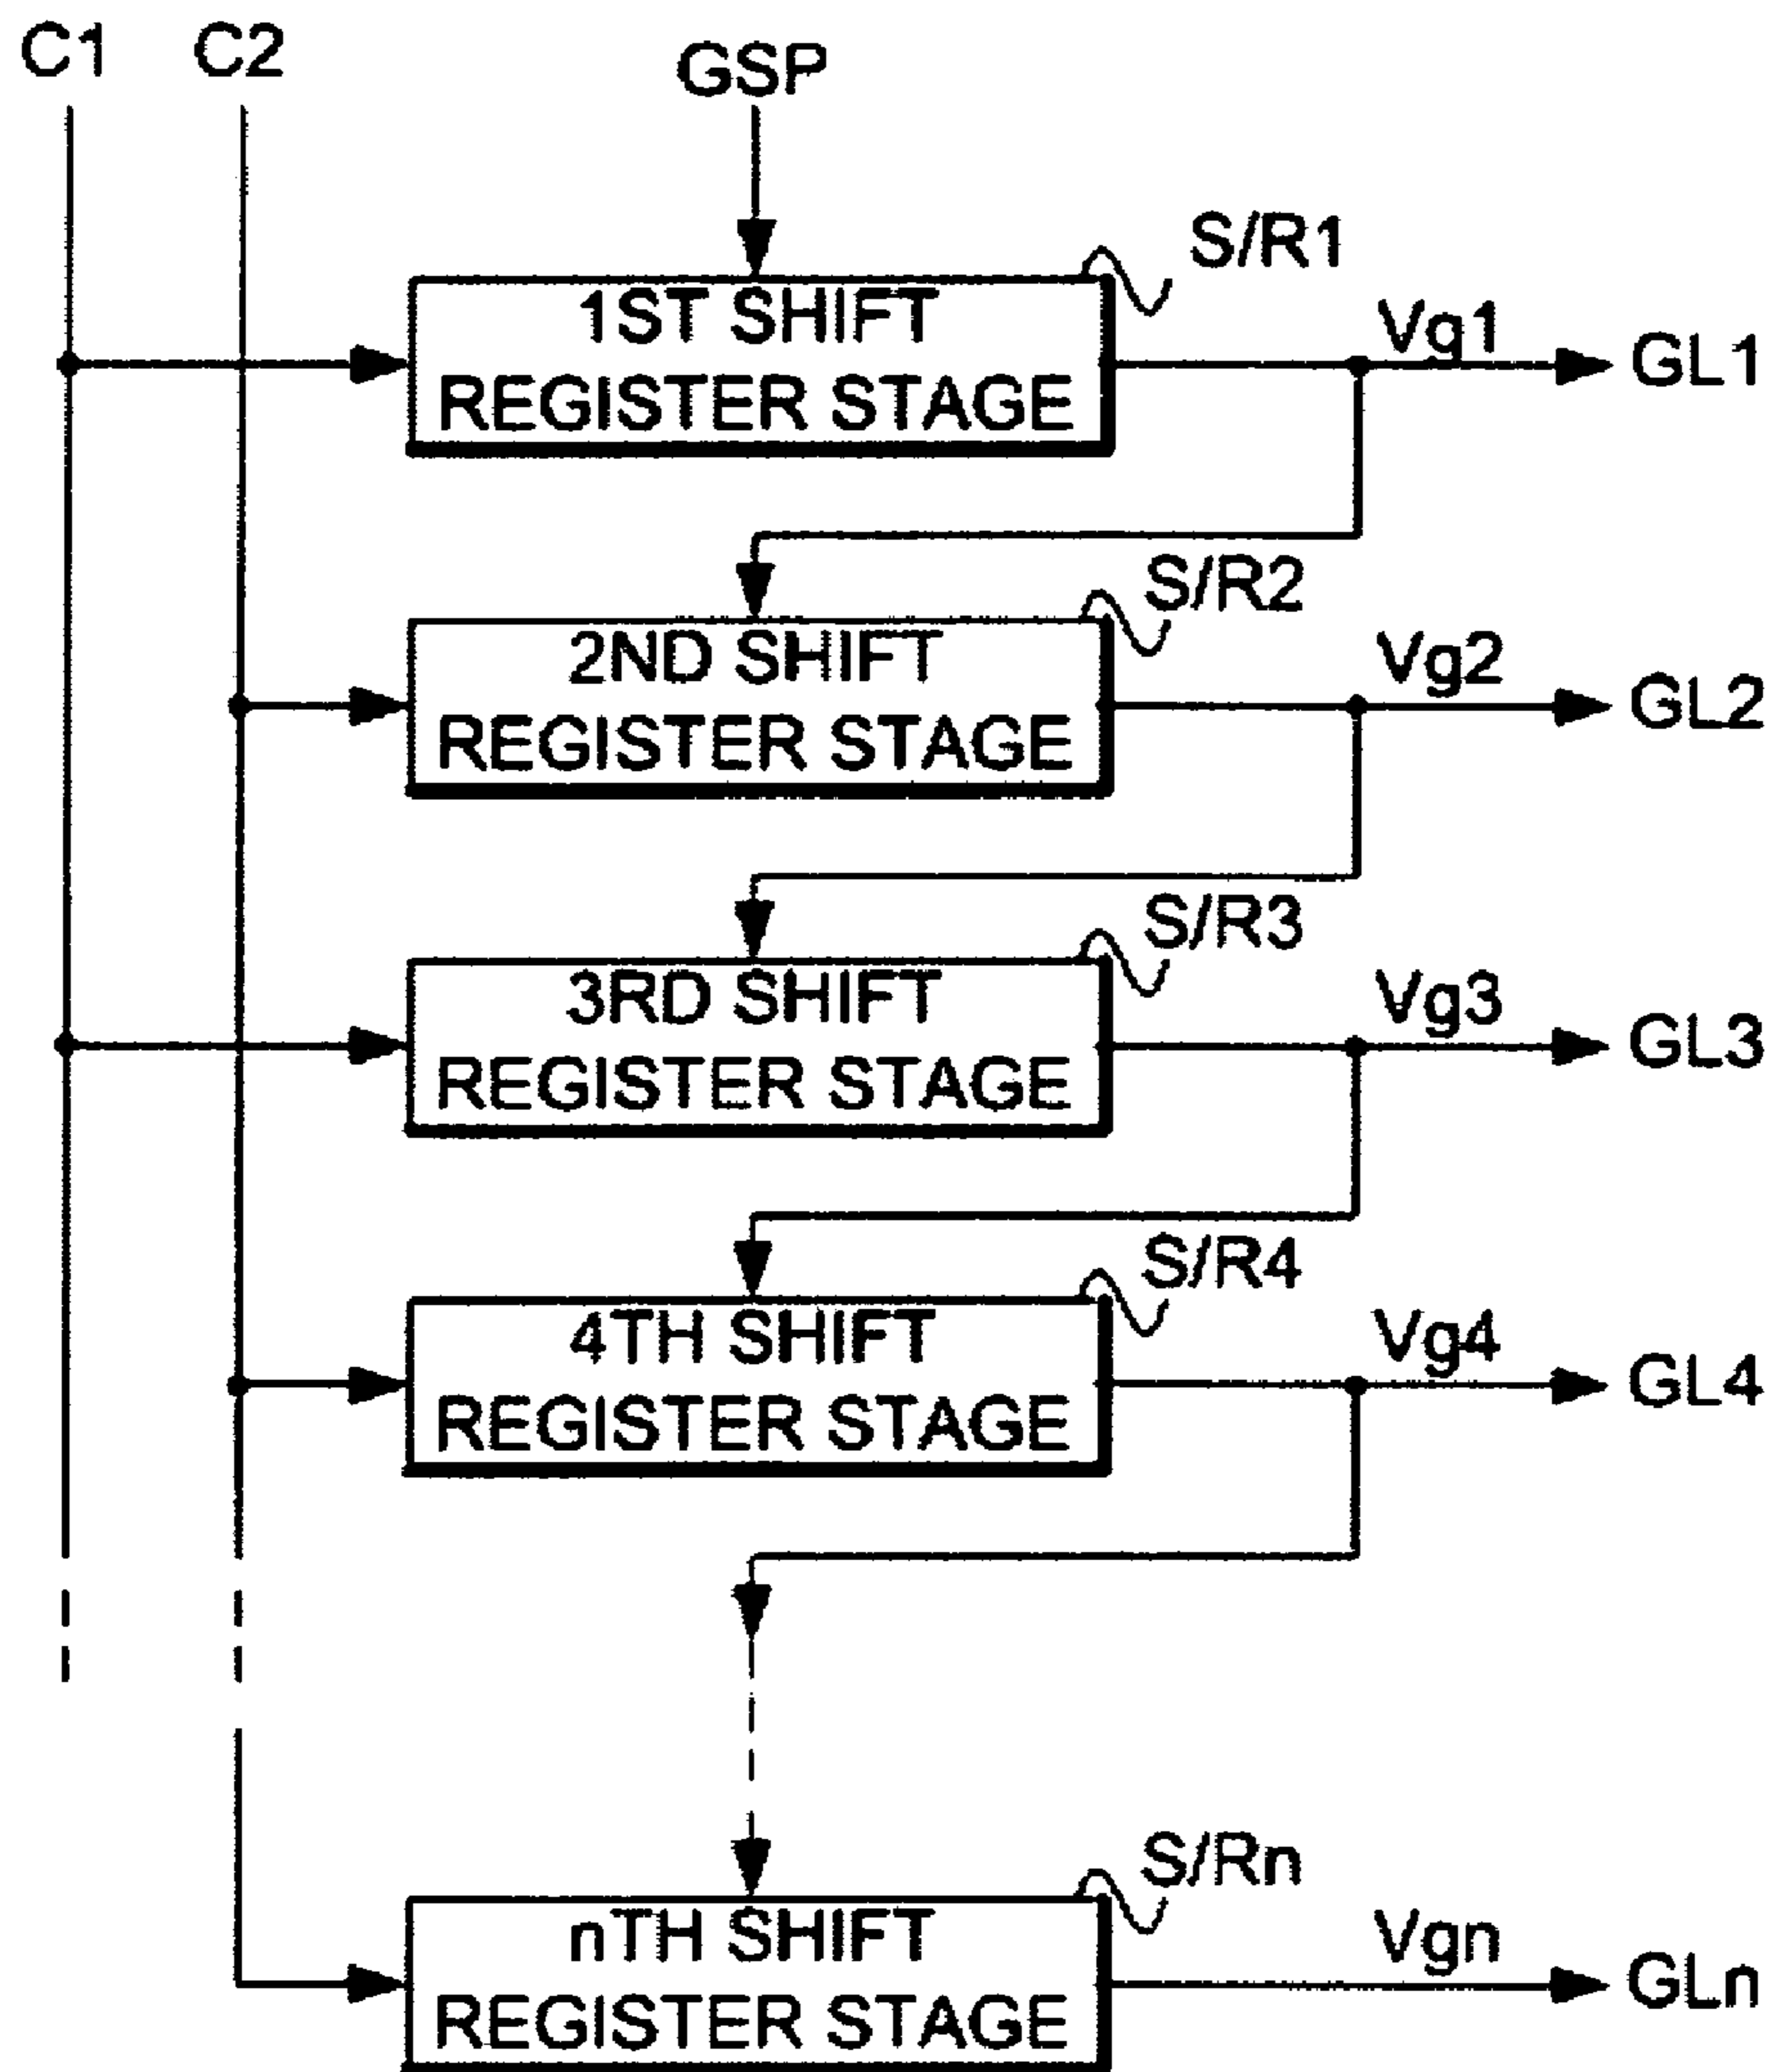 C1 C2 GSP
S/R1
1ST SHIFT
REGISTER STAGE
Vg1
GL1
S/R2
2ND SHIFT
REGISTER STAGE
Vg2
GL2
S/R3
3RD SHIFT
REGISTER STAGE
Vg3
GL3
S/R4
4TH SHIFT
REGISTER STAGE
Vg4
GL4
S/Rn
nTH SHIFT
REGISTER STAGE
Vgn
GLn